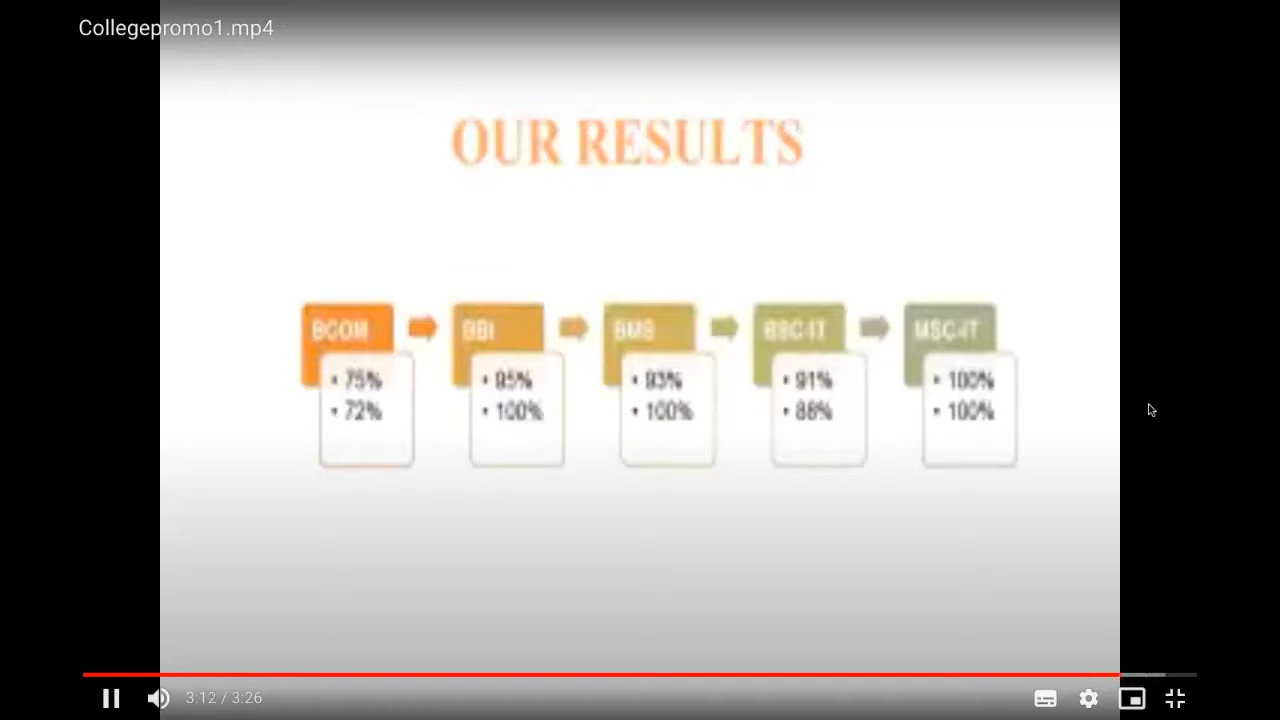 Collegepromo1.mp4
OUR RESULTS
BCOM
• 75%
• 72%
BBI
• 95%
• 100%
BMS
• 93%
• 100%
BSC-IT
• 91%
• 88%
MSC-IT
• 100%
• 100%
3:12 / 3:26